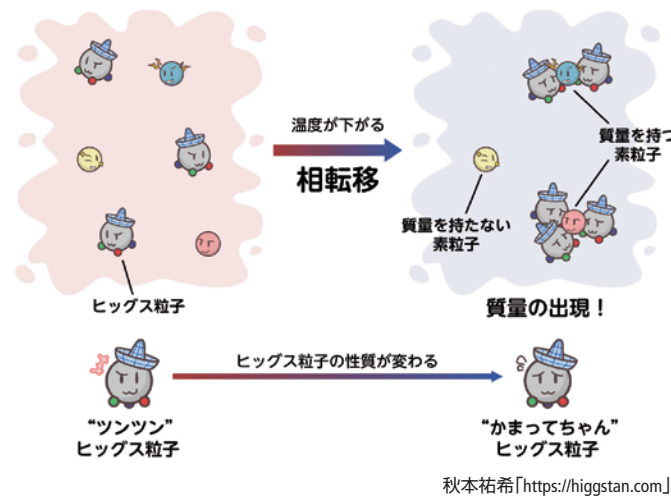 温度が下がる
相転移
質量を持つ
素粒子
質量を持たない
素粒子
ヒッグス粒子
質量の出現！
ヒッグス粒子の性質が変わる
“ツンツン”
ヒッグス粒子
“かまってちゃん”
ヒッグス粒子
秋本祐希「https://higgstan.com」